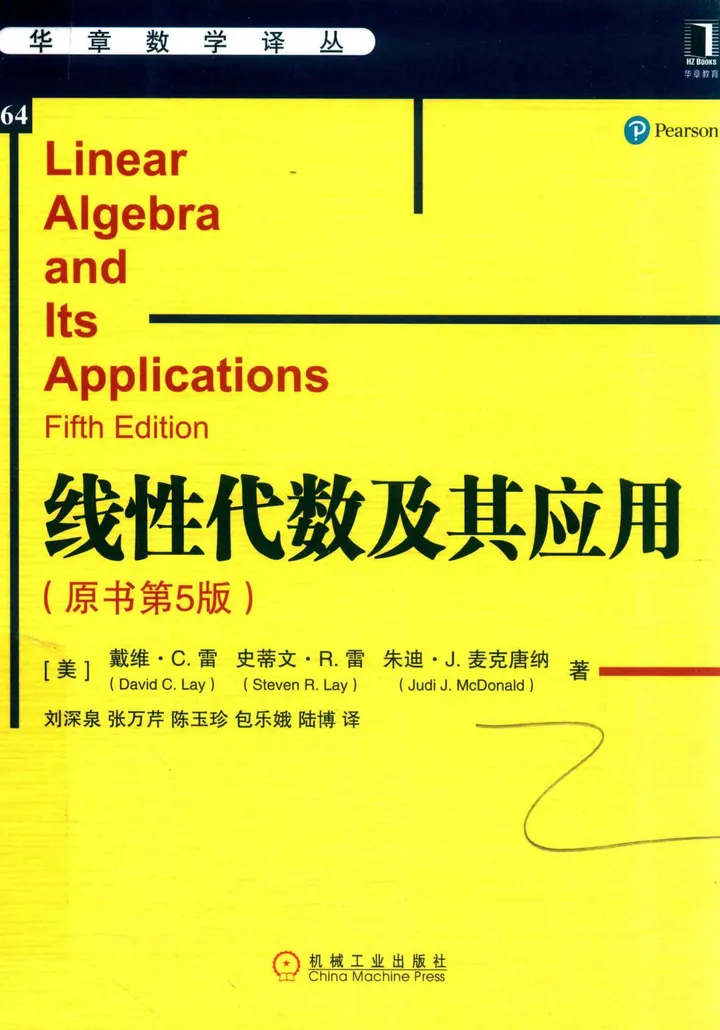 华章数学译丛
HZ BOOKS
华章教育
64
Pearson
Linear
Algebra
and
Its
Applications
Fifth Edition
线性代数及其应用
(原书第5版)
[美] 戴维·C. 雷 史蒂文·R. 雷 朱迪·J. 麦克唐纳 著
(David C. Lay) (Steven R. Lay) (Judi J. McDonald)
刘深泉 张万芹 陈玉珍 包乐娥 陆博 译
机械工业出版社
China Machine Press